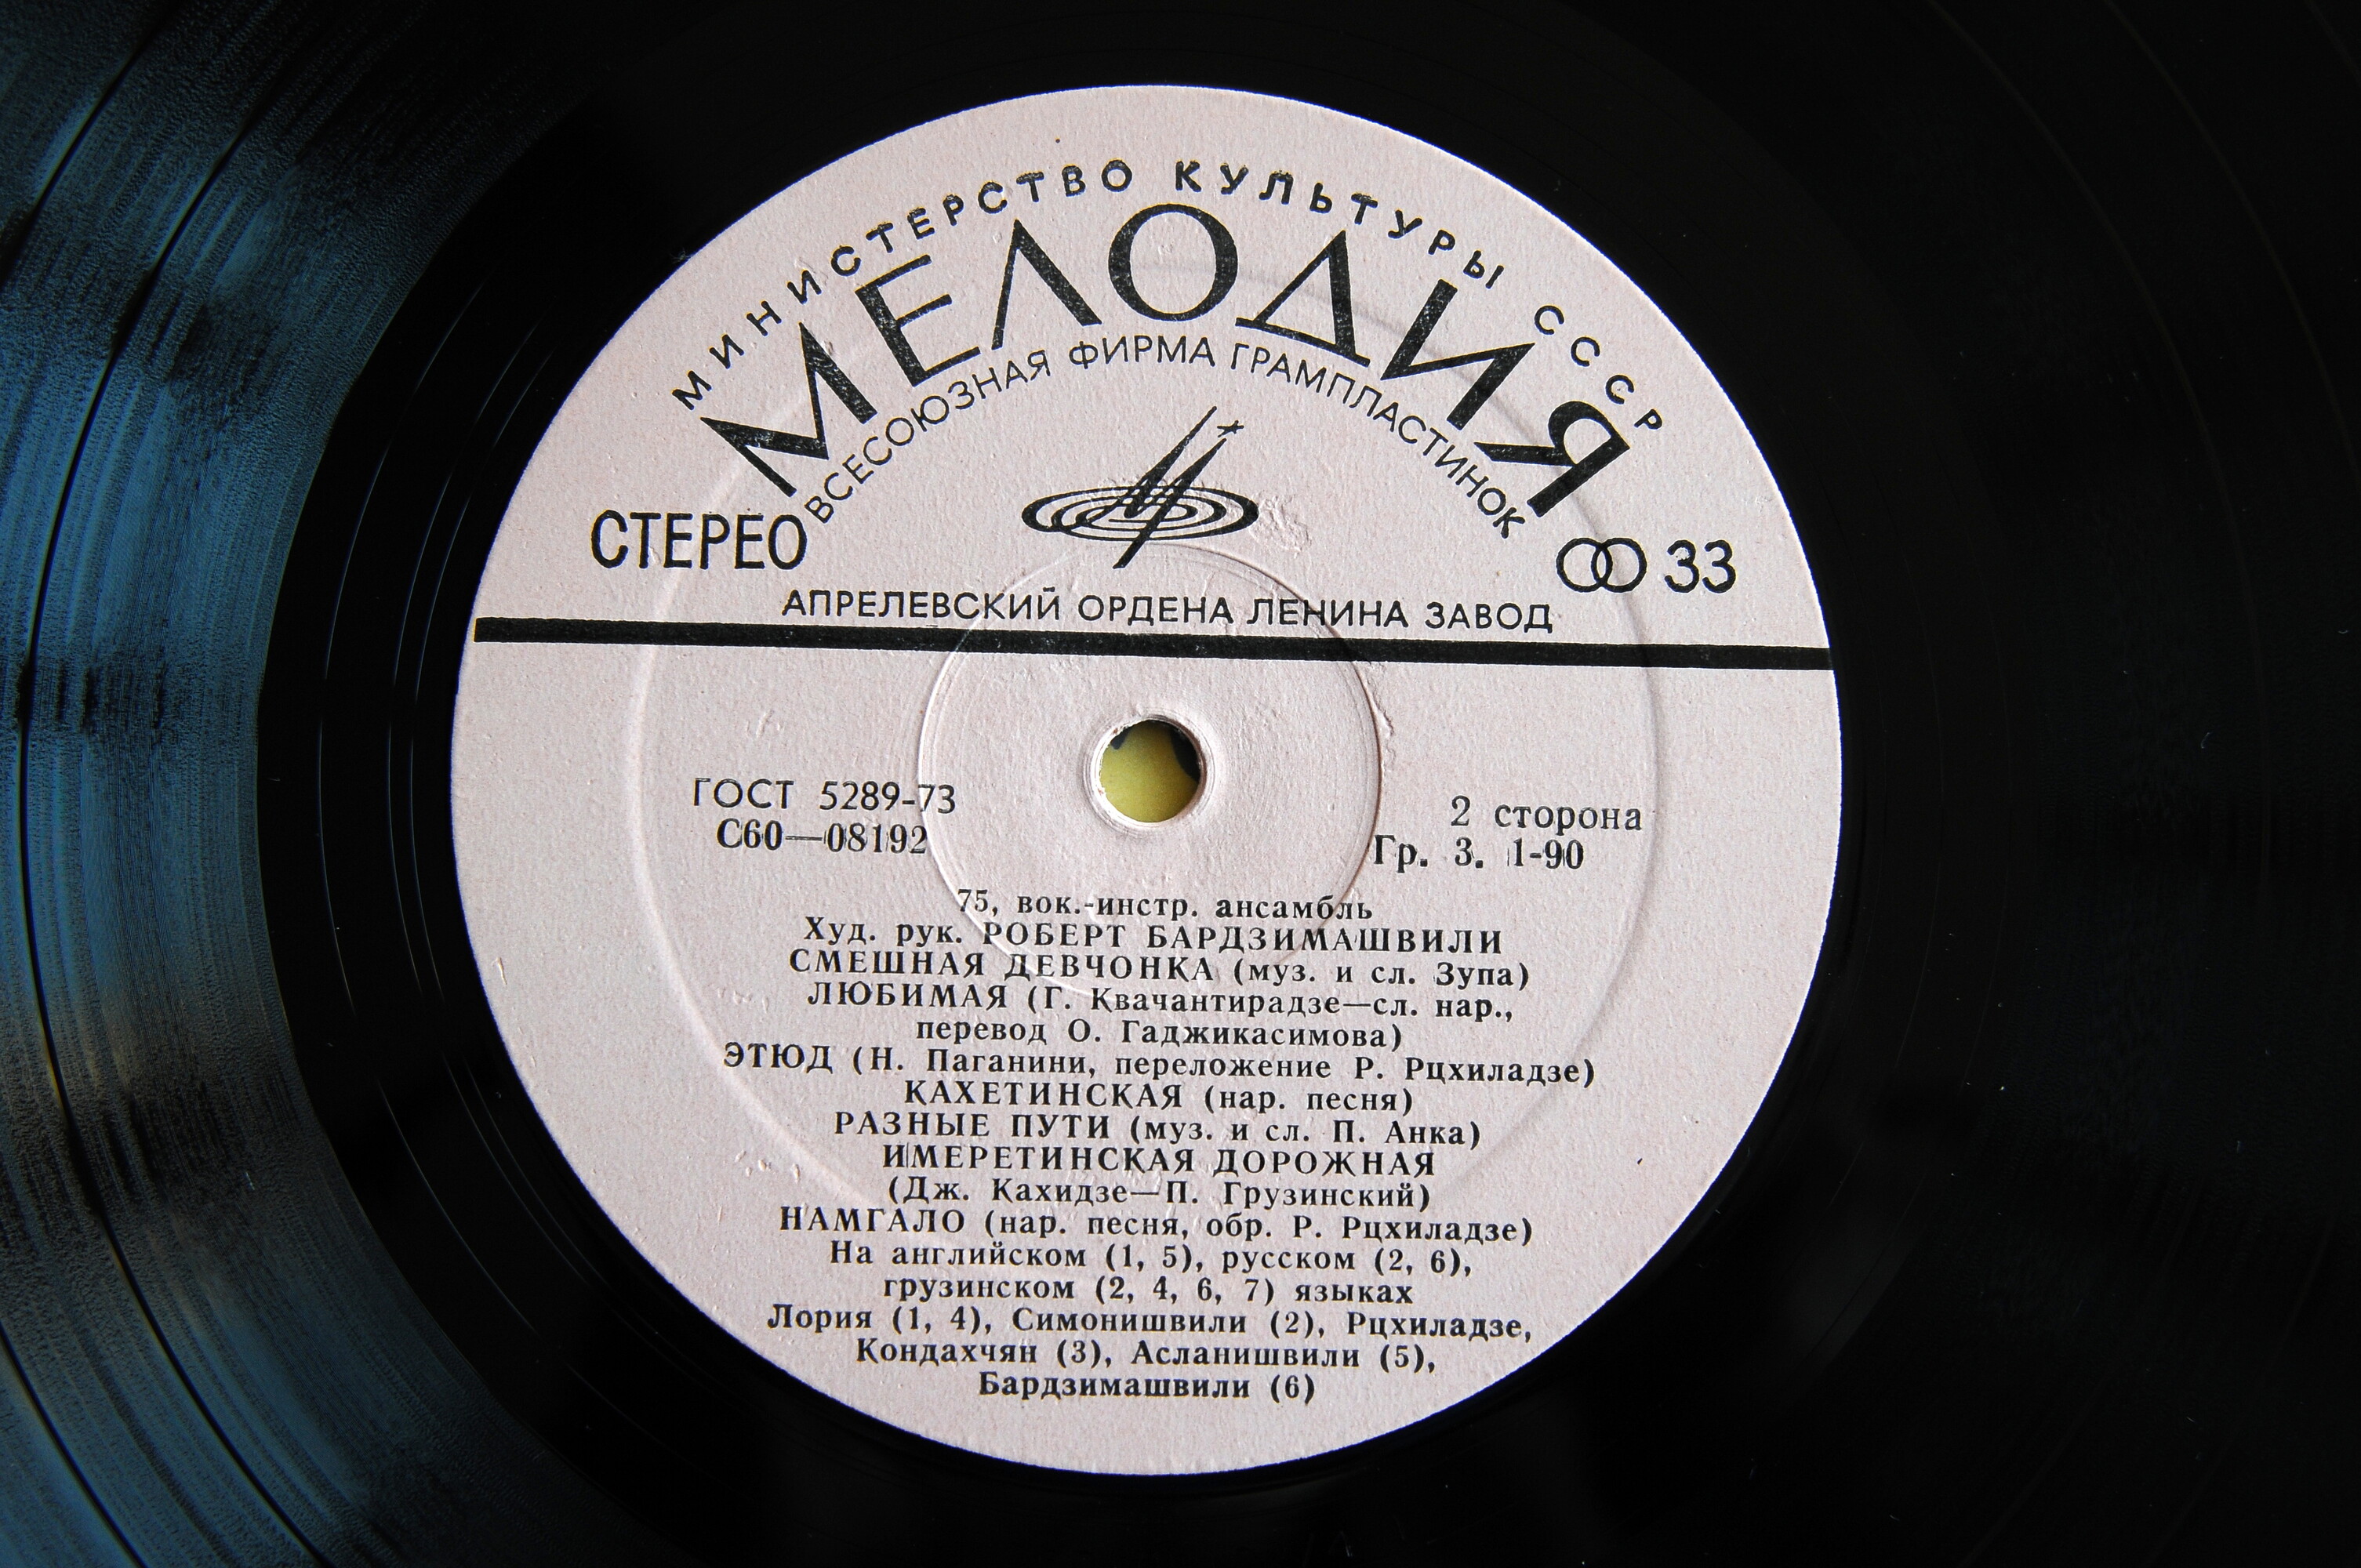 МИНИСТЕРСТВО КУЛЬТУРЫ СССР
МЕЛОДИЯ
ВСЕСОЮЗНАЯ ФИРМА ГРАМПЛАСТИНОК
СТЕРЕО
33
АПРЕЛЕВСКИЙ ОРДЕНА ЛЕНИНА ЗАВОД
ГОСТ 5289-73
2 сторона
С60—08192
Гр. 3. 1-90
75, вок.-инстр. ансамбль
Худ. рук. РОБЕРТ БАРДЗИМАШВИЛИ
СМЕШНАЯ ДЕВЧОНКА (муз. и сл. Зупа)
ЛЮБИМАЯ (Г. Квачантирадзе—сл. нар.,
перевод О. Гаджикасимова)
ЭТЮД (Н. Паганини, переложение Р. Рцхиладзе)
КАХЕТИНСКАЯ (нар. песня)
РАЗНЫЕ ПУТИ (муз. и сл. П. Анка)
ИМЕРЕТИНСКАЯ ДОРОЖНАЯ
(Дж. Кахидзе—П. Грузинский)
НАМГАЛО (нар. песня, обр. Р. Рцхиладзе)
На английском (1, 5), русском (2, 6),
грузинском (2, 4, 6, 7) языках
Лория (1, 4), Симонишвили (2), Рцхиладзе,
Кондахчян (3), Асланишвили (5),
Бардзимашвили (6)